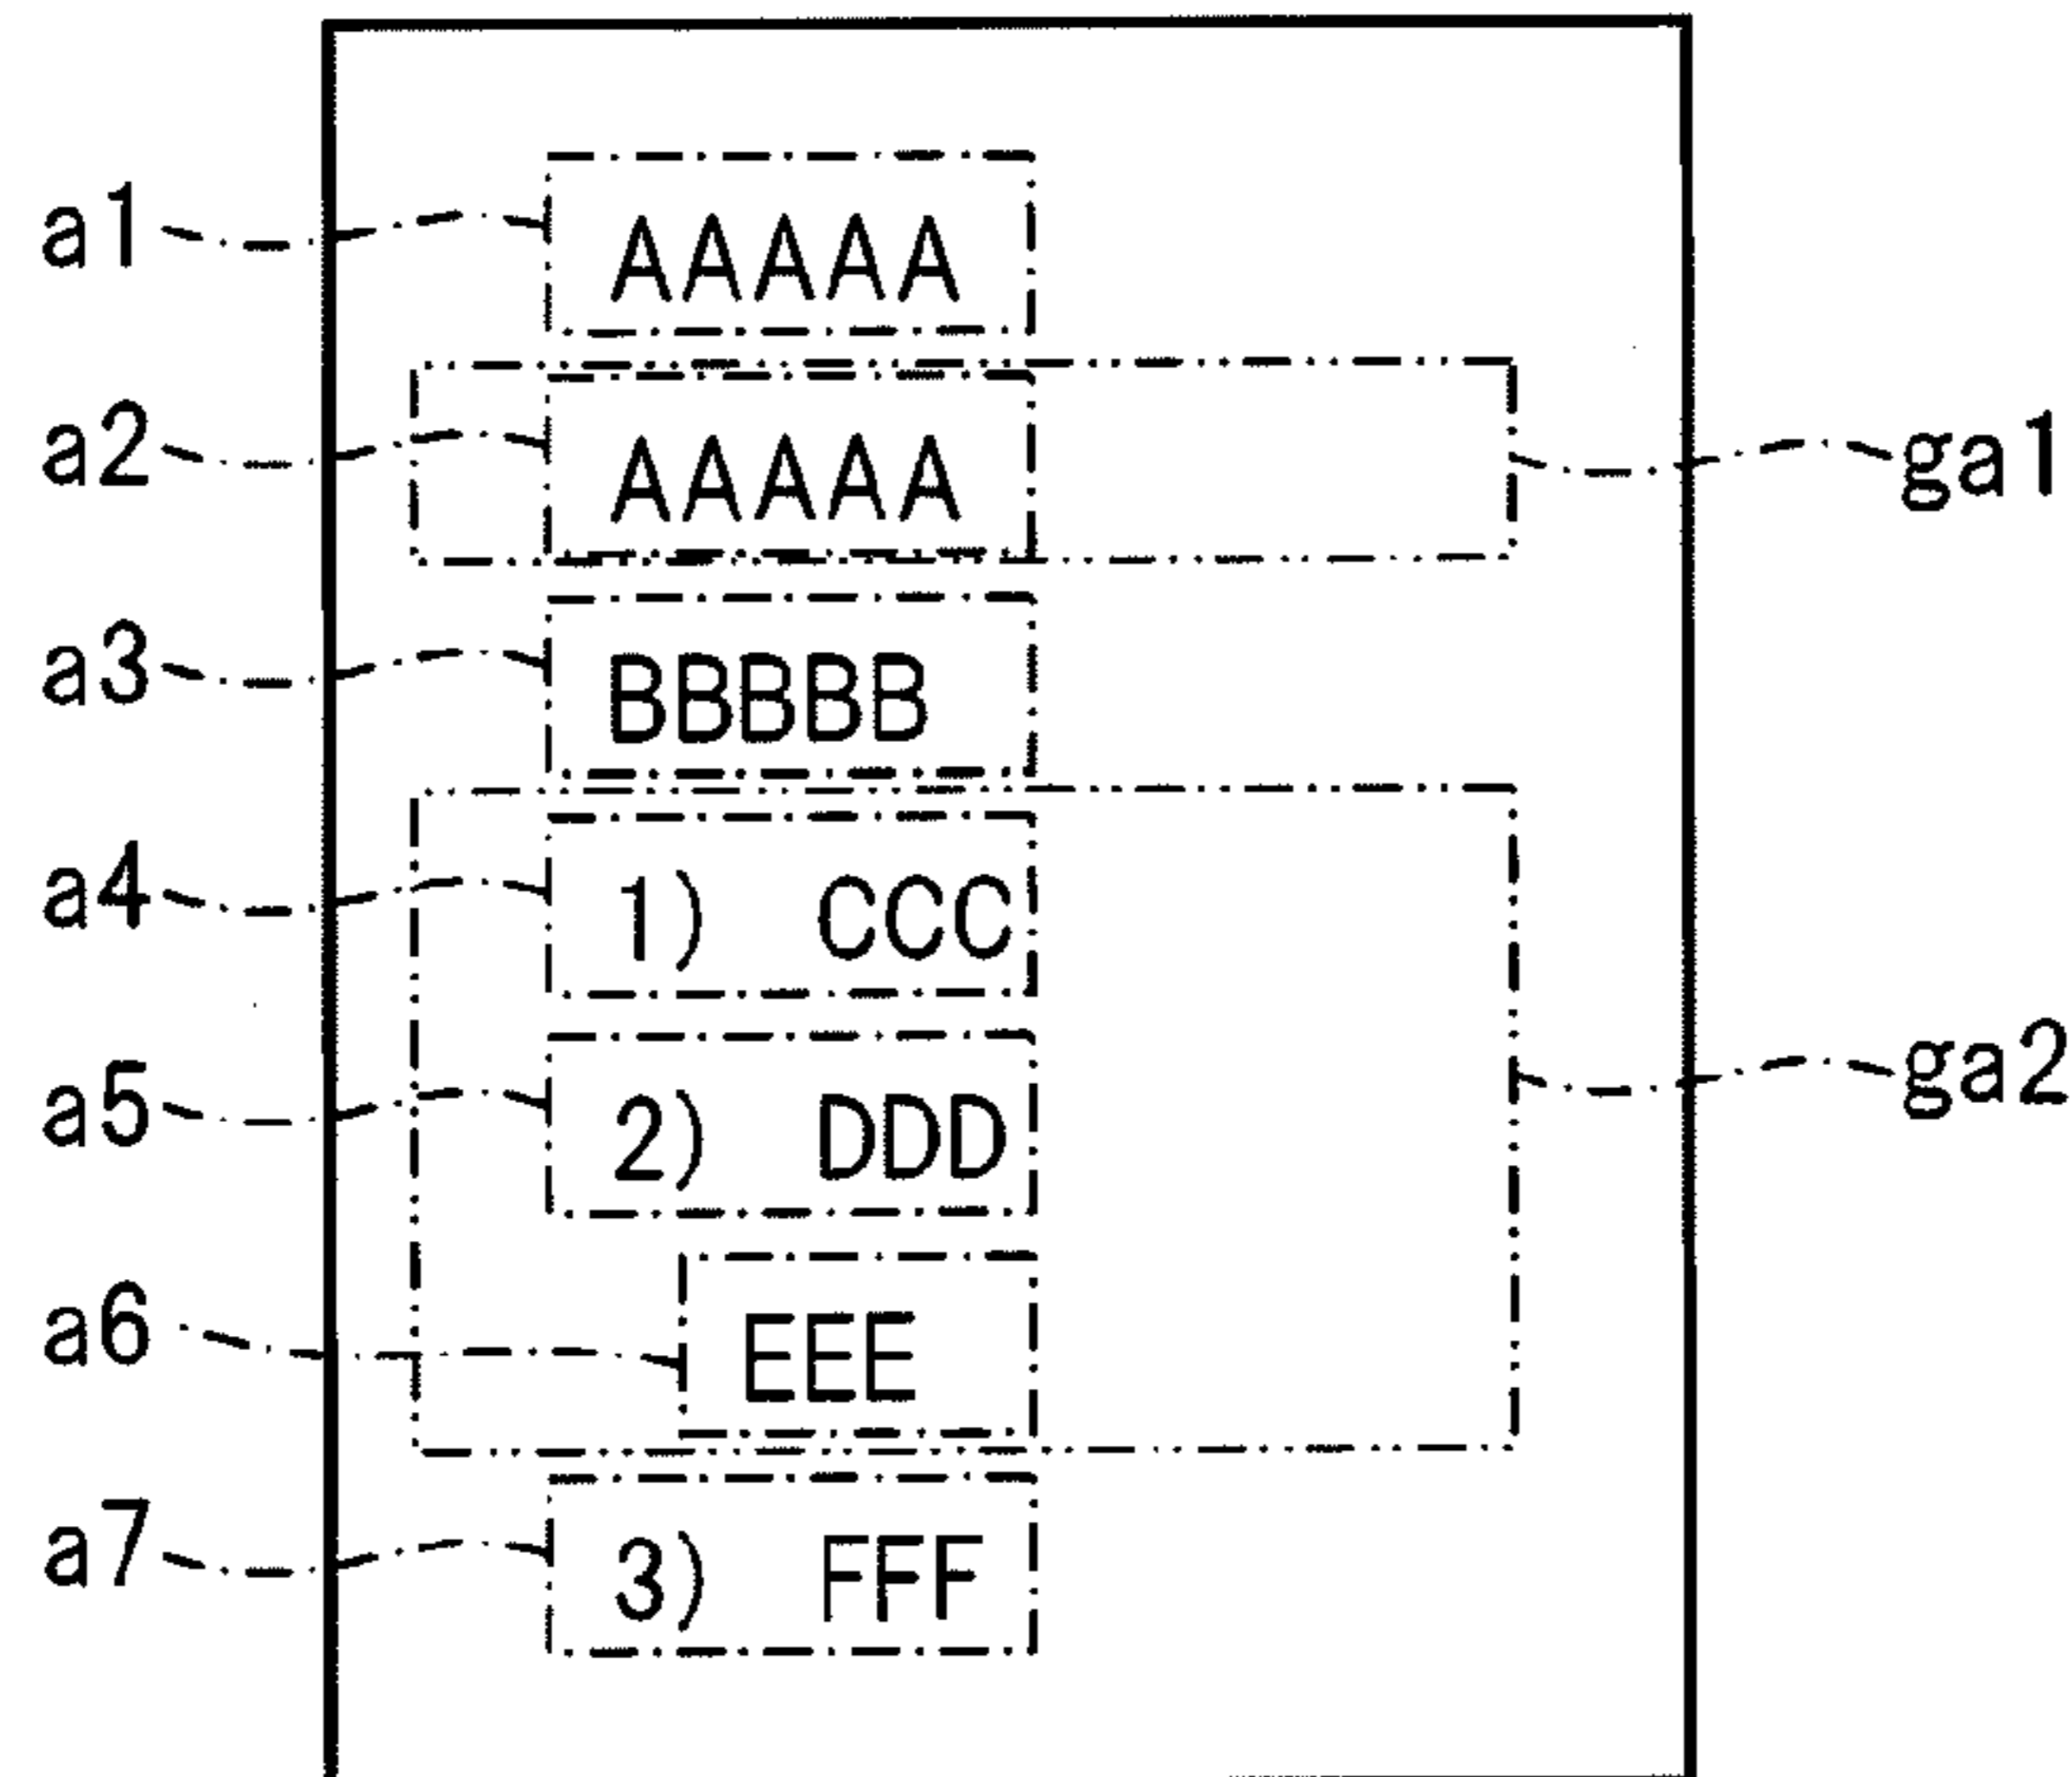 a1 AAAAA
a2 AAAAA ga1
a3 BBBBB
a4 1) CCC
a5 2) DDD ga2
a6 EEE
a7 3) FFF